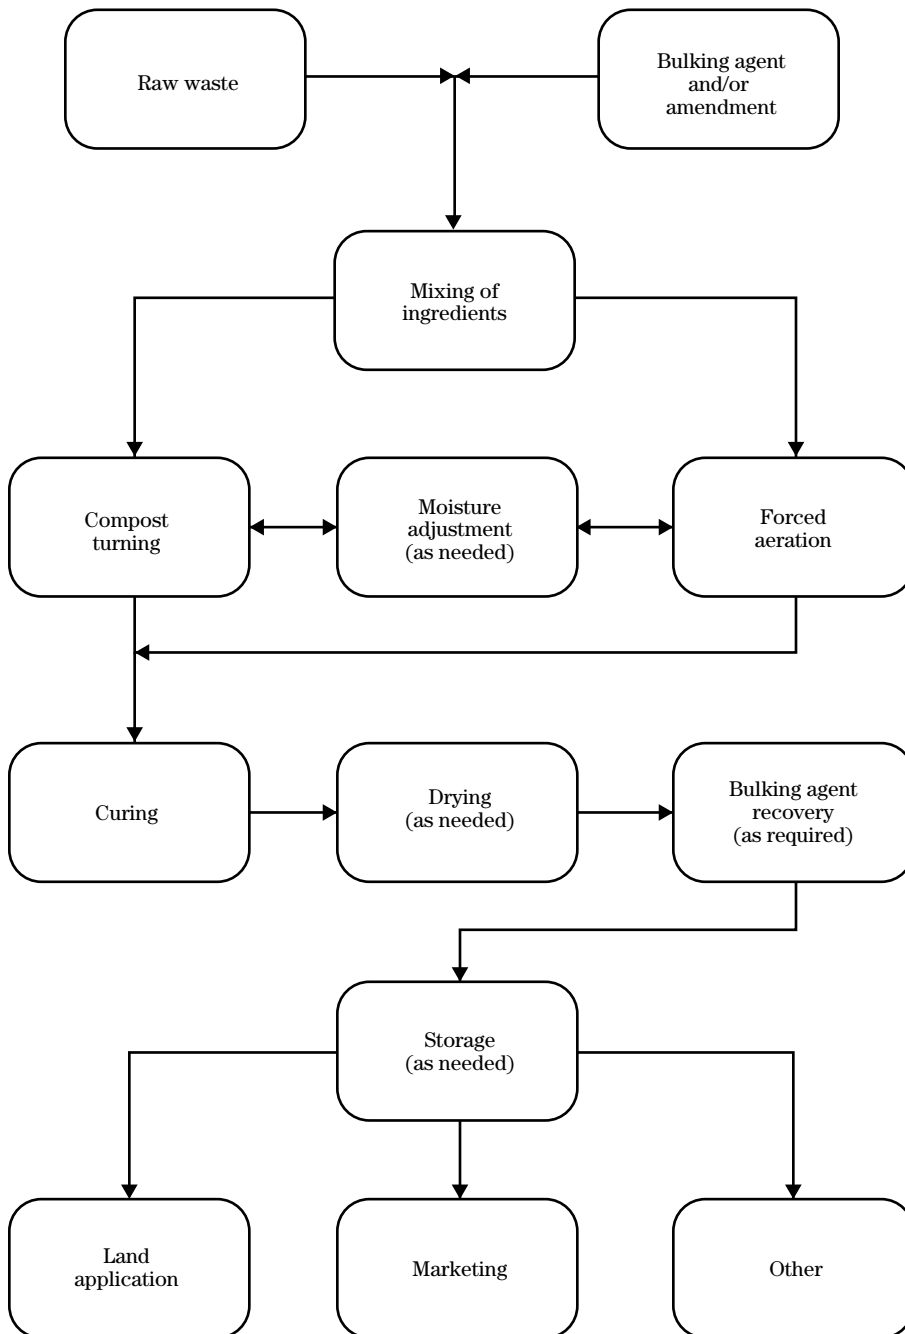 Raw waste
Bulking agent
and/or
amendment
Mixing of
ingredients
Compost
turning
Moisture
adjustment
(as needed)
Forced
aeration
Curing
Drying
(as needed)
Bulking agent
recovery
(as required)
Storage
(as needed)
Land
application
Marketing
Other